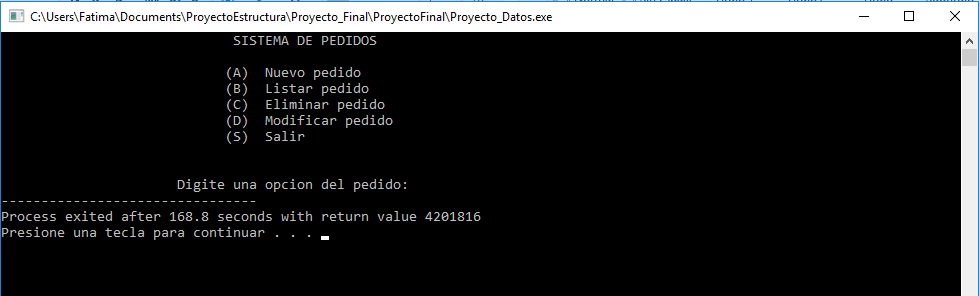 C:\Users\Fatima\Documents\ProyectoEstructura\Proyecto_Final\ProyectoFinal\Proyecto_Datos.exe
SISTEMA DE PEDIDOS
(A) Nuevo pedido
(B) Listar pedido
(C) Eliminar pedido
(D) Modificar pedido
(S) Salir
Digite una opcion del pedido:
--------------------------------
Process exited after 168.8 seconds with return value 4201816
Presione una tecla para continuar . . .